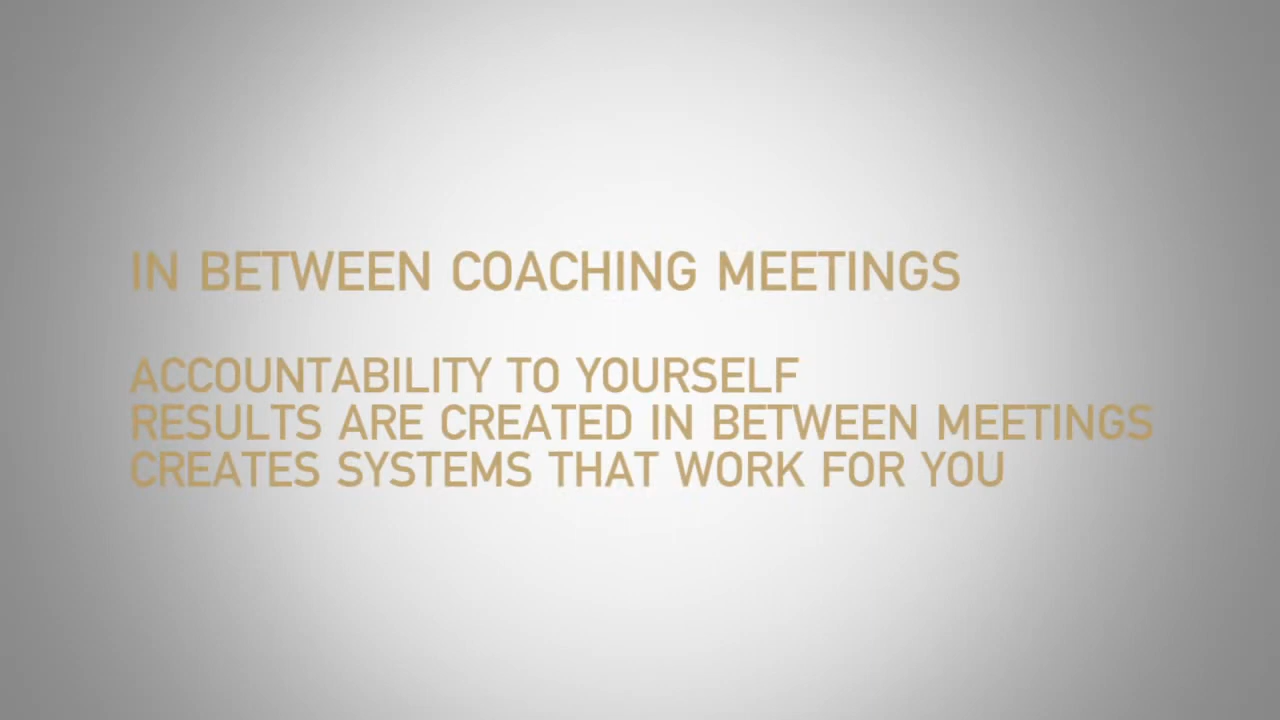 IN BETWEEN COACHING MEETINGS
ACCOUNTABILITY TO YOURSELF
RESULTS ARE CREATED IN BETWEEN MEETINGS
CREATES SYSTEMS THAT WORK FOR YOU